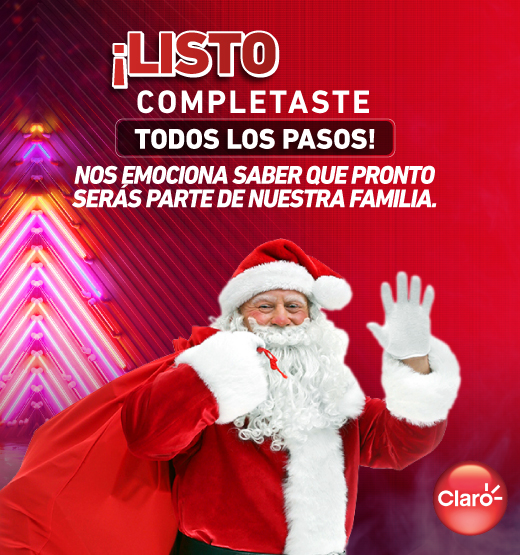 ¡LISTO
COMPLETASTE
TODOS LOS PASOS!
NOS EMOCIONA SABER QUE PRONTO
SERÁS PARTE DE NUESTRA FAMILIA.
Claro